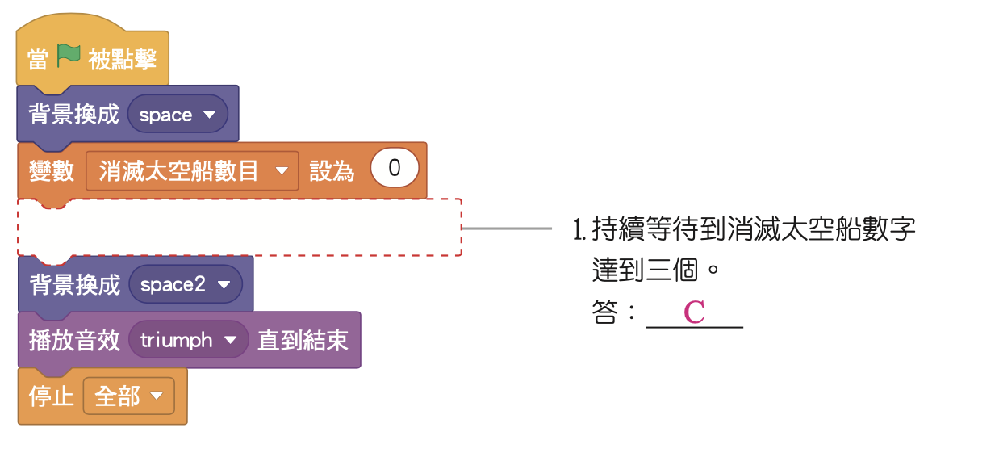 當 被點擊
背景換成 space
變數 消滅太空船數目 設為 0
1. 持續等待到消滅太空船數字
達到三個。
答：C
背景換成 space2
播放音效 triumph 直到結束
停止 全部